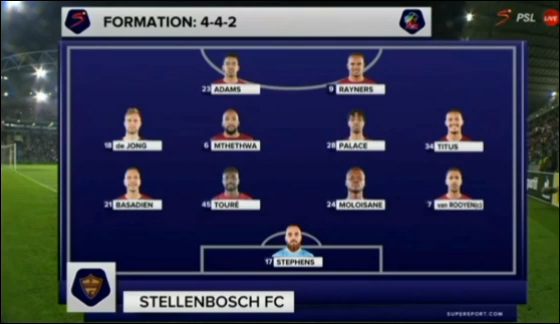 FORMATION: 4-4-2
PSL LIVE
23 ADAMS
9 RAYNERS
18 de JONG
6 MTHETHWA
28 PALACE
34 TITUS
21 BASADIEN
45 TOURÉ
24 MOLOISANE
7 van ROOYEN(c)
17 STEPHENS
STELLENBOSCH FC
SUPERSPORT.COM